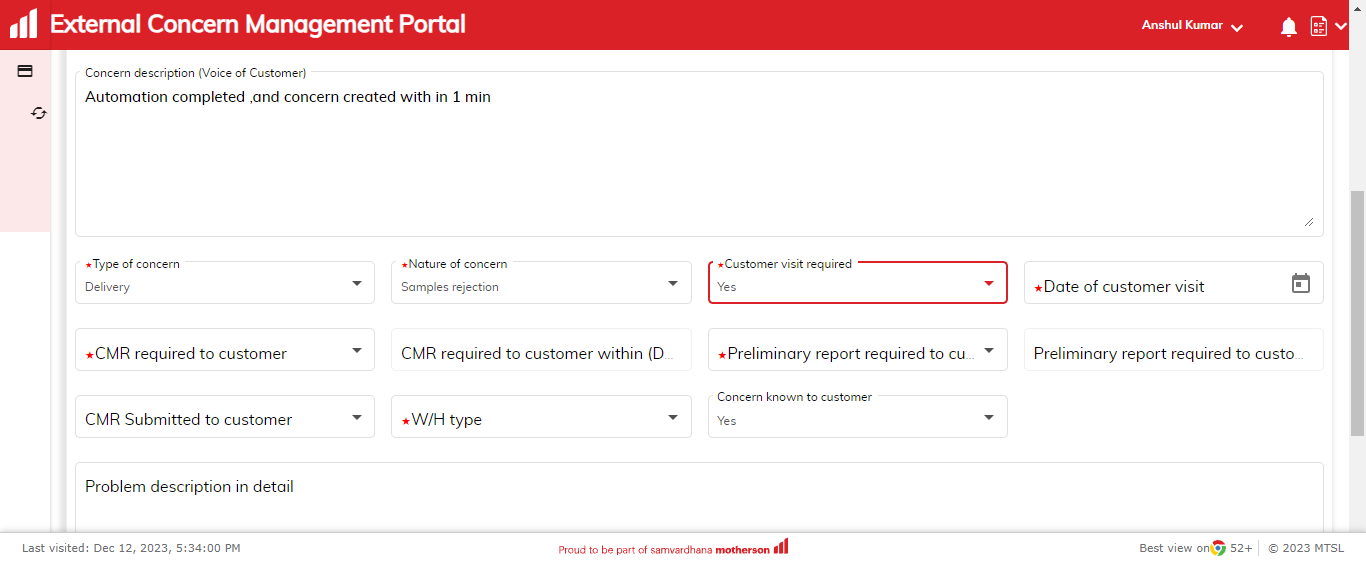 External Concern Management Portal
Anshul Kumar
Concern description (Voice of Customer)
Automation completed ,and concern created with in 1 min
★Type of concern
Delivery
★Nature of concern
Samples rejection
★Customer visit required
Yes
★Date of customer visit
★CMR required to customer
CMR required to customer within (D...
★Preliminary report required to cu...
Preliminary report required to custo...
CMR Submitted to customer
★W/H type
Concern known to customer
Yes
Problem description in detail
Last visited: Dec 12, 2023, 5:34:00 PM
Proud to be part of samvardhana motherson
Best view on 52+
© 2023 MTSL